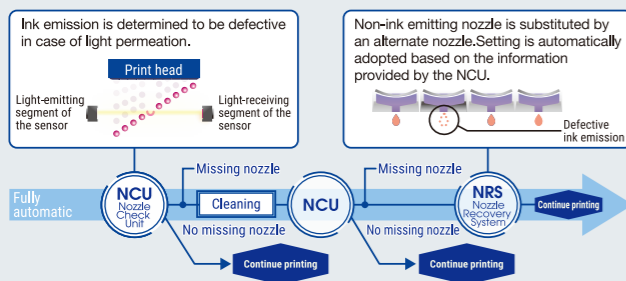 Ink emission is determined to be defective
in case of light permeation.
Print head
Light-emitting
segment of
the sensor
Light-receiving
segment of the
sensor
Non-ink emitting nozzle is substituted by
an alternate nozzle.Setting is automatically
adopted based on the information
provided by the NCU.
Defective
ink emission
Fully
automatic
NCU
Nozzle
Check
Unit
Missing nozzle
Cleaning
No missing nozzle
Continue printing
NCU
Missing nozzle
No missing nozzle
Continue printing
NRS
Nozzle
Recovery
System
Continue printing